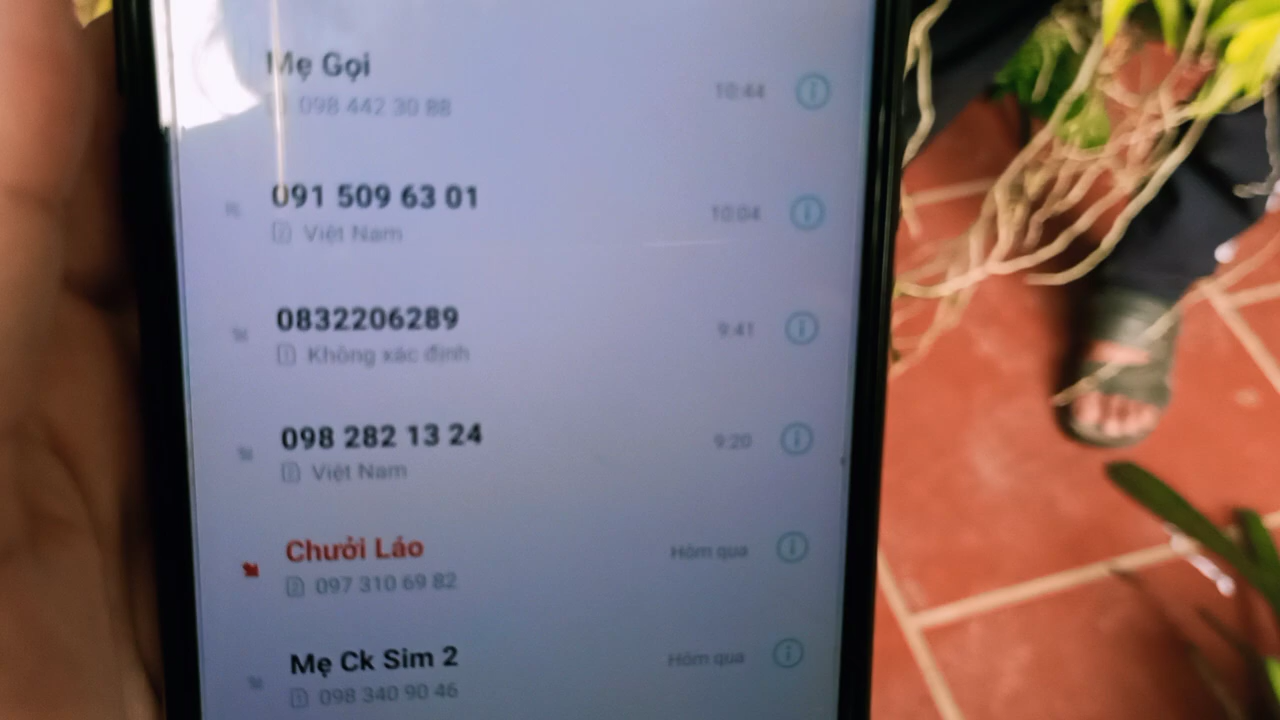 Mẹ Gọi
098 442 30 88
10:44
091 509 63 01
Việt Nam
10:04
0832206289
Không xác định
9:41
098 282 13 24
Việt Nam
9:20
Chưởi Láo
2 097 310 69 82
Hôm qua
Mẹ Ck Sim 2
1 098 340 90 46
Hôm qua